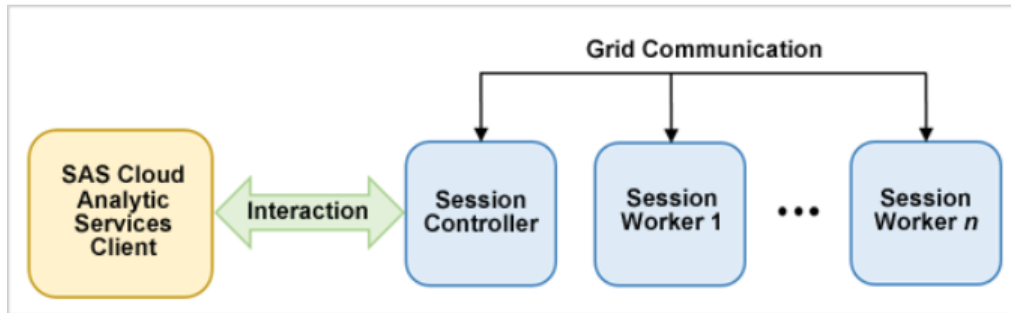 Grid Communication
SAS Cloud
Analytic
Services
Client
Interaction
Session
Controller
Session
Worker 1
•••
Session
Worker n